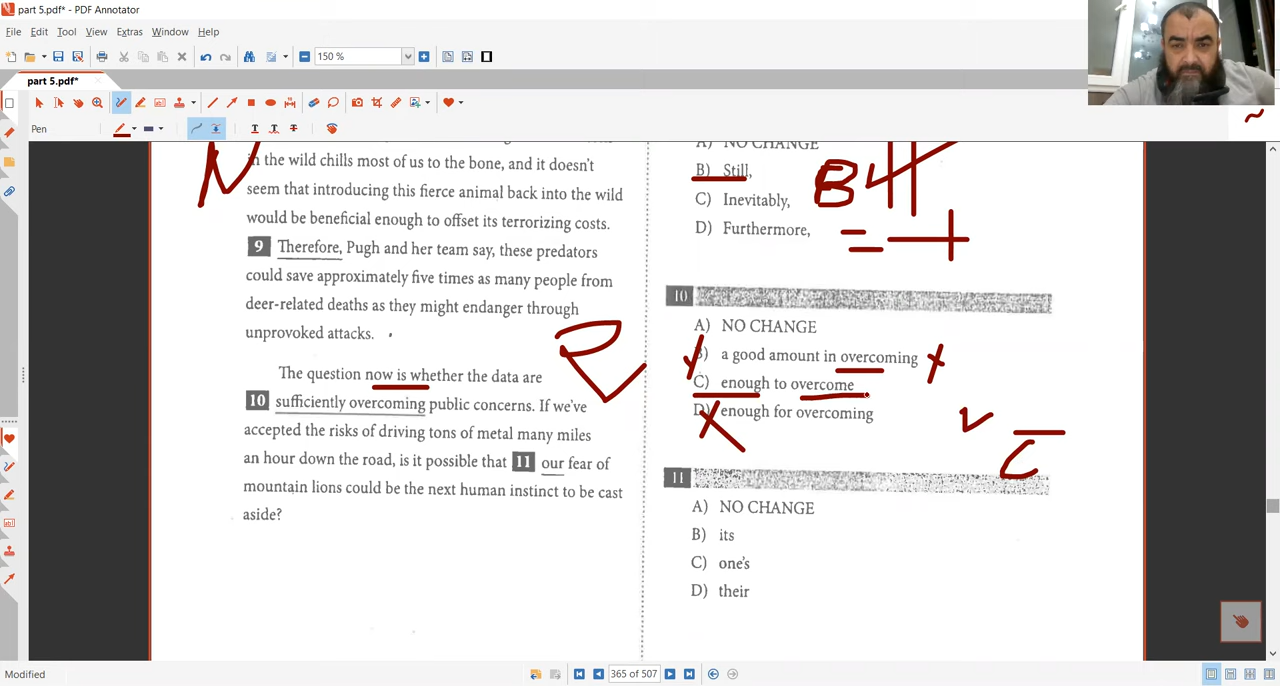 part 5.pdf* - PDF Annotator
File Edit Tool View Extras Window Help
150 %
part 5.pdf*
Pen
in the wild chills most of us to the bone, and it doesn't
seem that introducing this fierce animal back into the wild
would be beneficial enough to offset its terrorizing costs.
9 Therefore, Pugh and her team say, these predators
could save approximately five times as many people from
deer-related deaths as they might endanger through
unprovoked attacks.
The question now is whether the data are
10 sufficiently overcoming public concerns. If we've
accepted the risks of driving tons of metal many miles
an hour down the road, is it possible that 11 our fear of
mountain lions could be the next human instinct to be cast
aside?
A) NO CHANGE
B) Still,
C) Inevitably,
D) Furthermore,
B
10
A) NO CHANGE
B) a good amount in overcoming
C) enough to overcome
D) enough for overcoming
C
11
A) NO CHANGE
B) its
C) one's
D) their
Modified
365 of 507